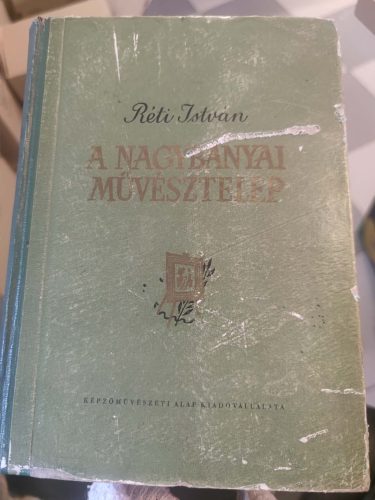 Réti István
A NAGYBÁNYAI
MŰVÉSZTELEP
KÉPZŐMŰVÉSZETI ALAP KIADÓVÁLLALATA